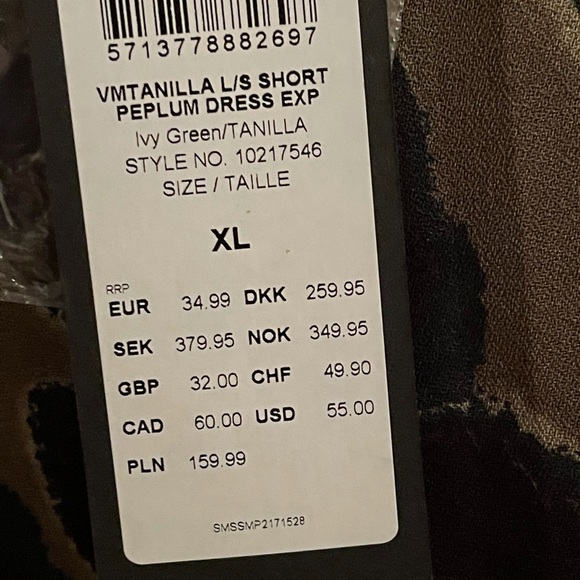 5713778882697
VMTANILLA L/S SHORT
PEPLUM DRESS EXP
Ivy Green/TANILLA
STYLE NO. 10217546
SIZE / TAILLE
XL
RRP
EUR 34.99 DKK 259.95
SEK 379.95 NOK 349.95
GBP 32.00 CHF 49.90
CAD 60.00 USD 55.00
PLN 159.99
SMSSMP2171528